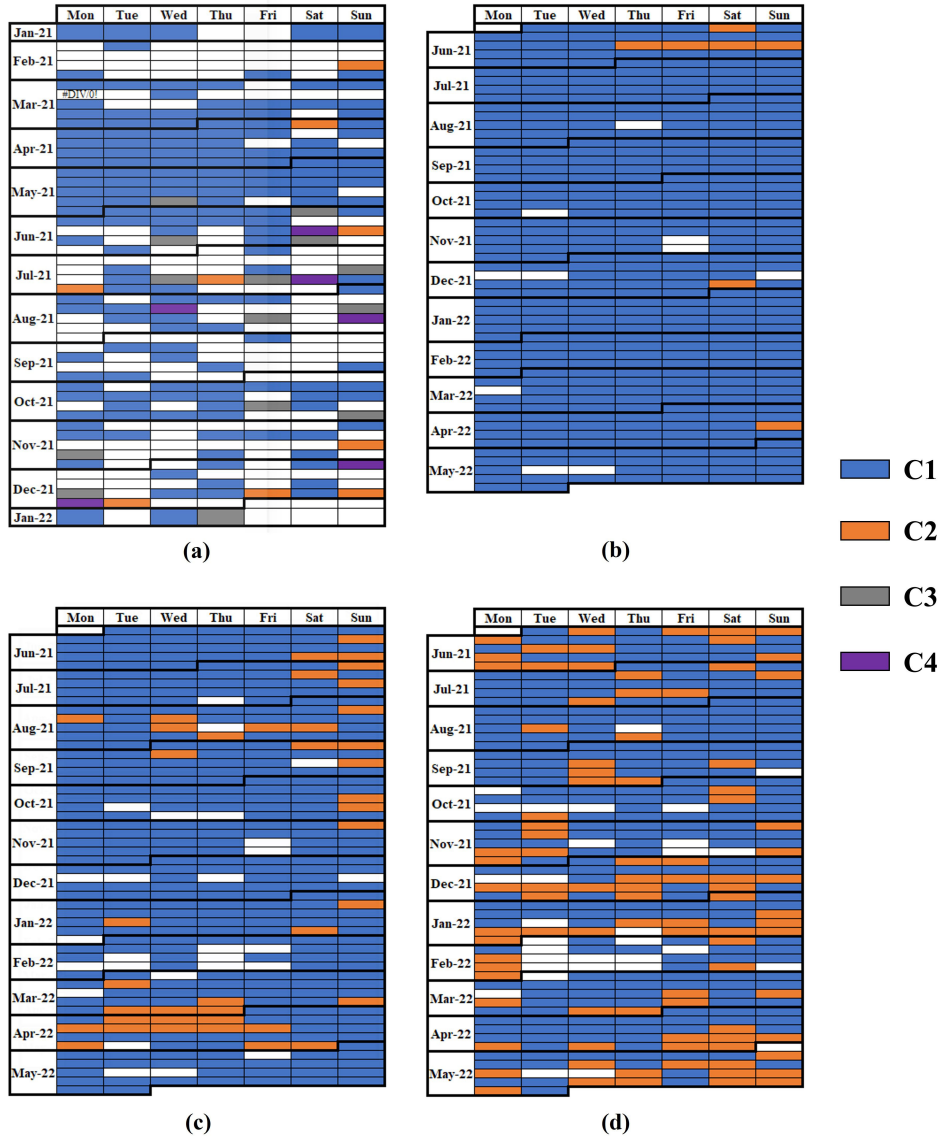 Mon Tue Wed Thu Fri Sat Sun
Jan-21
Feb-21
#DIV/0!
Mar-21
Apr-21
May-21
Jun-21
Jul-21
Aug-21
Sep-21
Oct-21
Nov-21
Dec-21
Jan-22
(a)
Mon Tue Wed Thu Fri Sat Sun
Jun-21
Jul-21
Aug-21
Sep-21
Oct-21
Nov-21
Dec-21
Jan-22
Feb-22
Mar-22
Apr-22
May-22
(b)
C1
C2
C3
C4
Mon Tue Wed Thu Fri Sat Sun
Jun-21
Jul-21
Aug-21
Sep-21
Oct-21
Nov-21
Dec-21
Jan-22
Feb-22
Mar-22
Apr-22
May-22
(c)
Mon Tue Wed Thu Fri Sat Sun
Jun-21
Jul-21
Aug-21
Sep-21
Oct-21
Nov-21
Dec-21
Jan-22
Feb-22
Mar-22
Apr-22
May-22
(d)